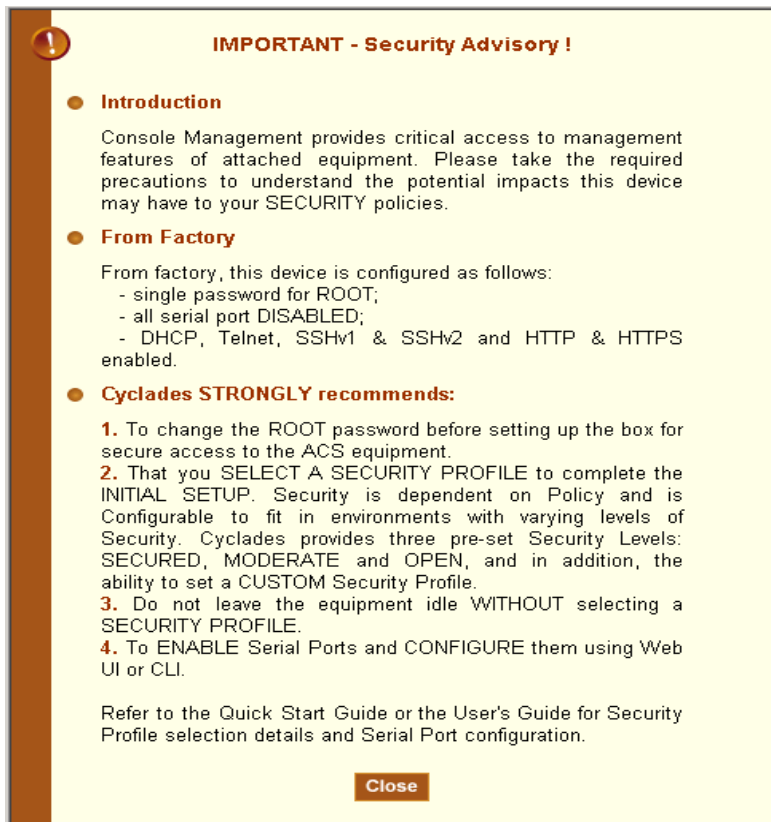 IMPORTANT - Security Advisory !
Introduction
Console Management provides critical access to management
features of attached equipment. Please take the required
precautions to understand the potential impacts this device
may have to your SECURITY policies.
From Factory
From factory, this device is configured as follows:
- single password for ROOT;
- all serial port DISABLED;
- DHCP, Telnet, SSHv1 & SSHv2 and HTTP & HTTPS
enabled.
Cyclades STRONGLY recommends:
1. To change the ROOT password before setting up the box for
secure access to the ACS equipment.
2. That you SELECT A SECURITY PROFILE to complete the
INITIAL SETUP. Security is dependent on Policy and is
Configurable to fit in environments with varying levels of
Security. Cyclades provides three pre-set Security Levels:
SECURED, MODERATE and OPEN, and in addition, the
ability to set a CUSTOM Security Profile.
3. Do not leave the equipment idle WITHOUT selecting a
SECURITY PROFILE.
4. To ENABLE Serial Ports and CONFIGURE them using Web
UI or CLI.
Refer to the Quick Start Guide or the User's Guide for Security
Profile selection details and Serial Port configuration.
Close